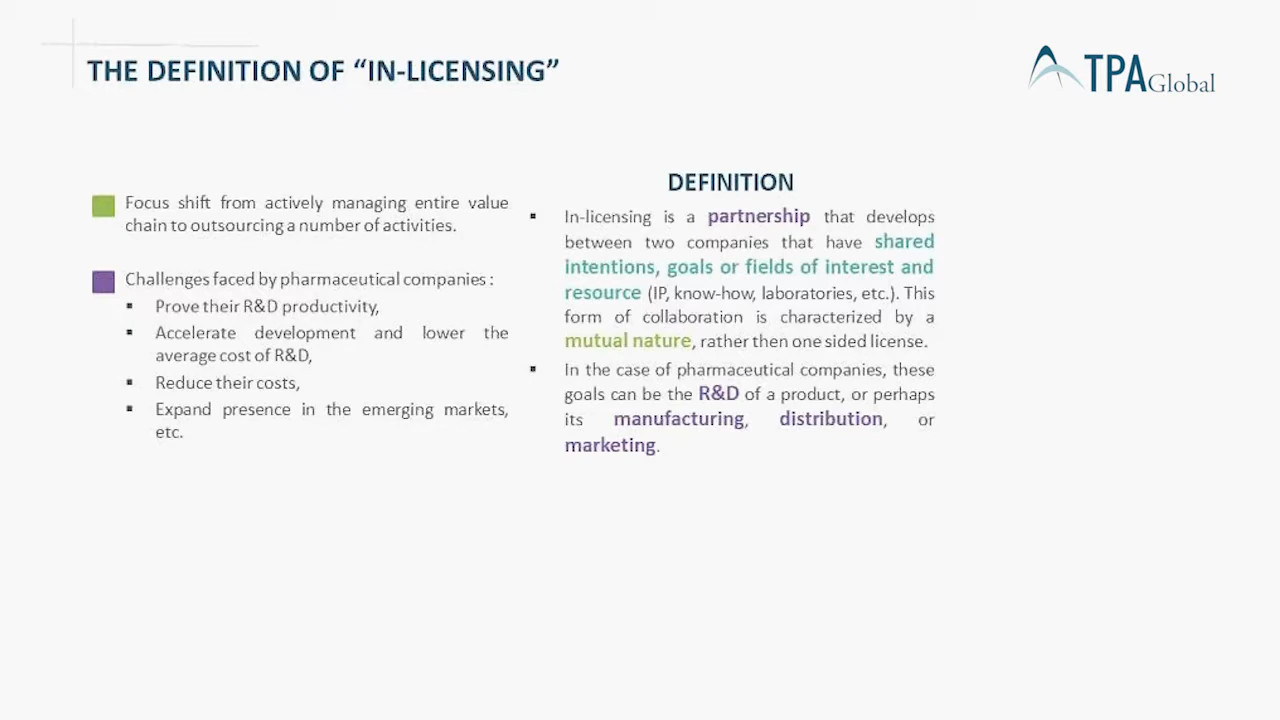 THE DEFINITION OF “IN-LICENSING”
TPA Global
Focus shift from actively managing entire value
chain to outsourcing a number of activities.
Challenges faced by pharmaceutical companies :
▪ Prove their R&D productivity,
▪ Accelerate development and lower the
average cost of R&D,
▪ Reduce their costs,
▪ Expand presence in the emerging markets,
etc.
DEFINITION
▪ In-licensing is a partnership that develops
between two companies that have shared
intentions, goals or fields of interest and
resource (IP, know-how, laboratories, etc.). This
form of collaboration is characterized by a
mutual nature, rather then one sided license.
▪ In the case of pharmaceutical companies, these
goals can be the R&D of a product, or perhaps
its manufacturing, distribution, or
marketing.